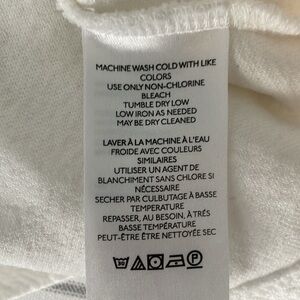 MACHINE WASH COLD WITH LIKE
COLORS
USE ONLY NON-CHLORINE
BLEACH
TUMBLE DRY LOW
LOW IRON AS NEEDED
MAY BE DRY CLEANED
LAVER À LA MACHINE À L'EAU
FROIDE AVEC COULEURS
SIMILAIRES
UTILISER UN AGENT DE
BLANCHIMENT SANS CHLORE SI
NÉCESSAIRE
SECHER PAR CULBUTAGE À BASSE
TEMPERATURE
REPASSER, AU BESOIN, À TRÉS
BASSE TEMPÉRATURE
PEUT-ÊTRE ÊTRE NETTOYÉE SEC
P